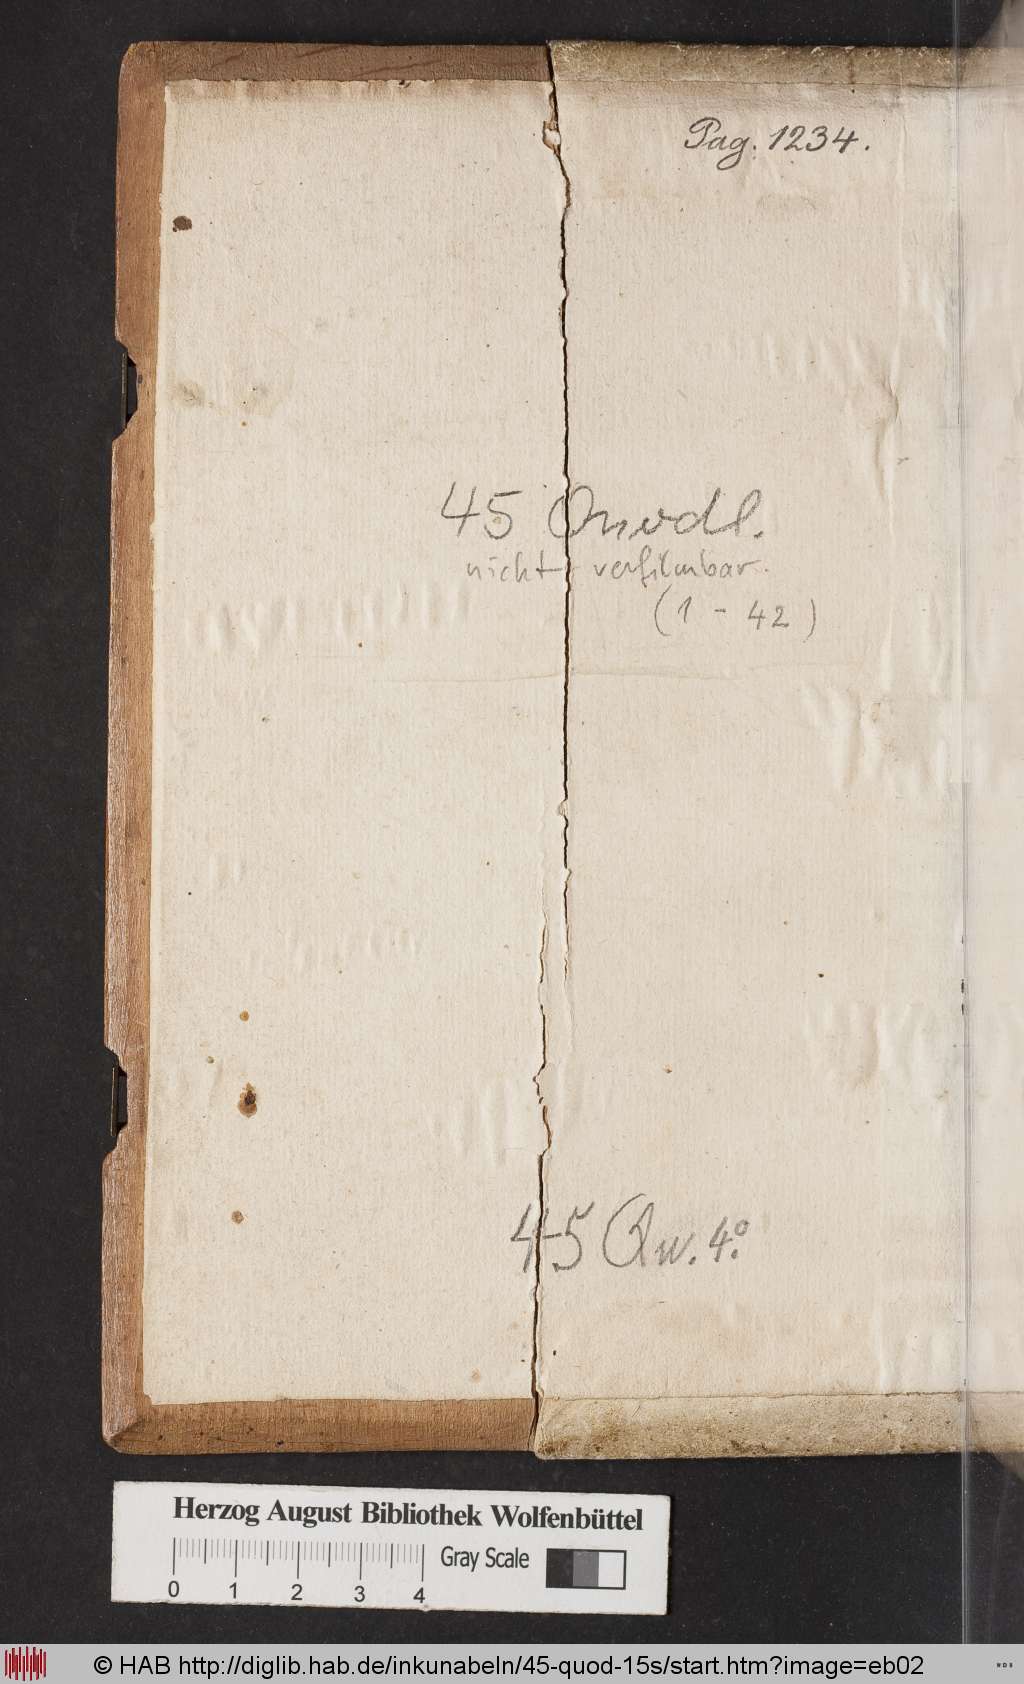 Pag. 1234.
45 Quodl.
nicht verfilmbar.
(1 - 42)
45 Qu. 4º.
Herzog August Bibliothek Wolfenbüttel
Gray Scale
0 1 2 3 4
© HAB http://diglib.hab.de/inkunabeln/45-quod-15s/start.htm?image=eb02